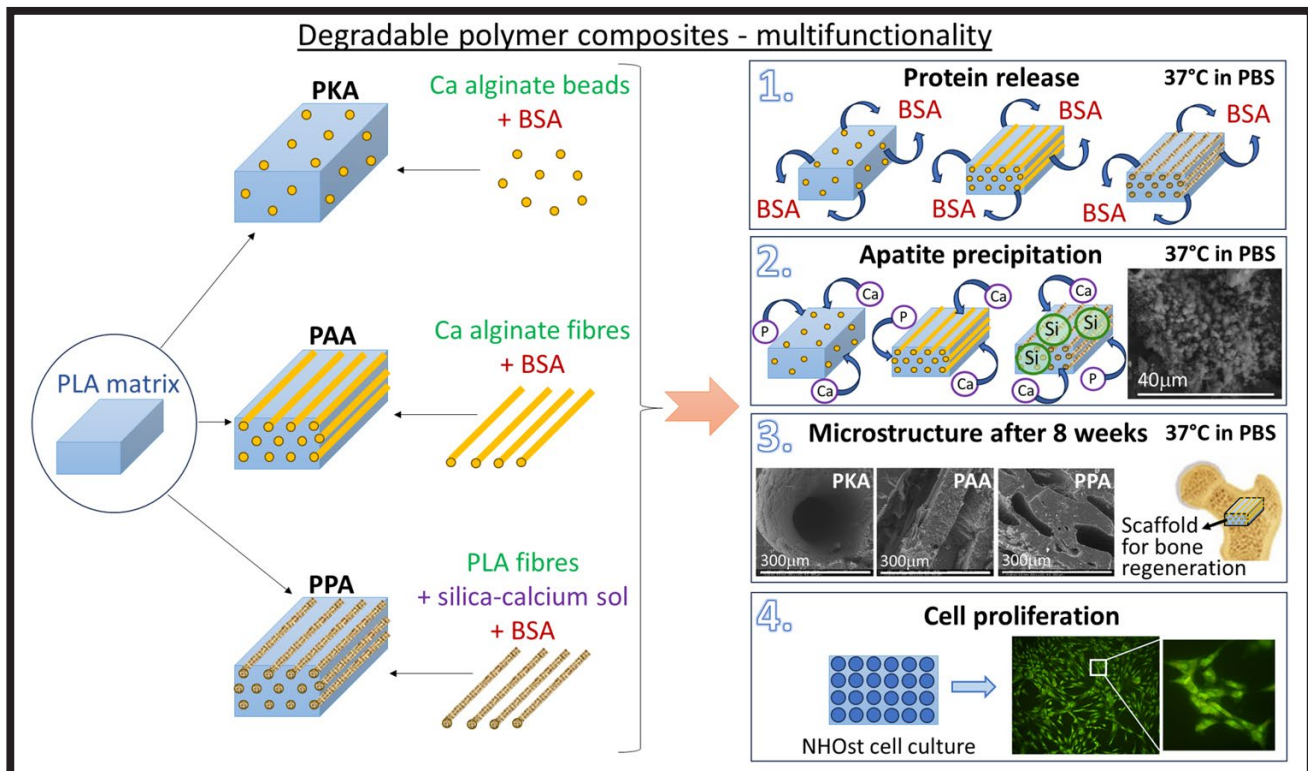 Degradable polymer composites - multifunctionality
PKA
Ca alginate beads
+ BSA
PAA
Ca alginate fibres
+ BSA
PLA matrix
PPA
PLA fibres
+ silica-calcium sol
+ BSA
1.
Protein release
37°C in PBS
BSA
BSA
BSA
BSA
BSA
BSA
2.
Apatite precipitation
37°C in PBS
Ca
Ca
Ca
P
P
Si
Si
Si
Ca
Ca
Ca
P
40µm
3.
Microstructure after 8 weeks
37°C in PBS
PKA
PAA
PPA
300µm
300µm
300µm
Scaffold
for bone
regeneration
4.
Cell proliferation
NHOst cell culture